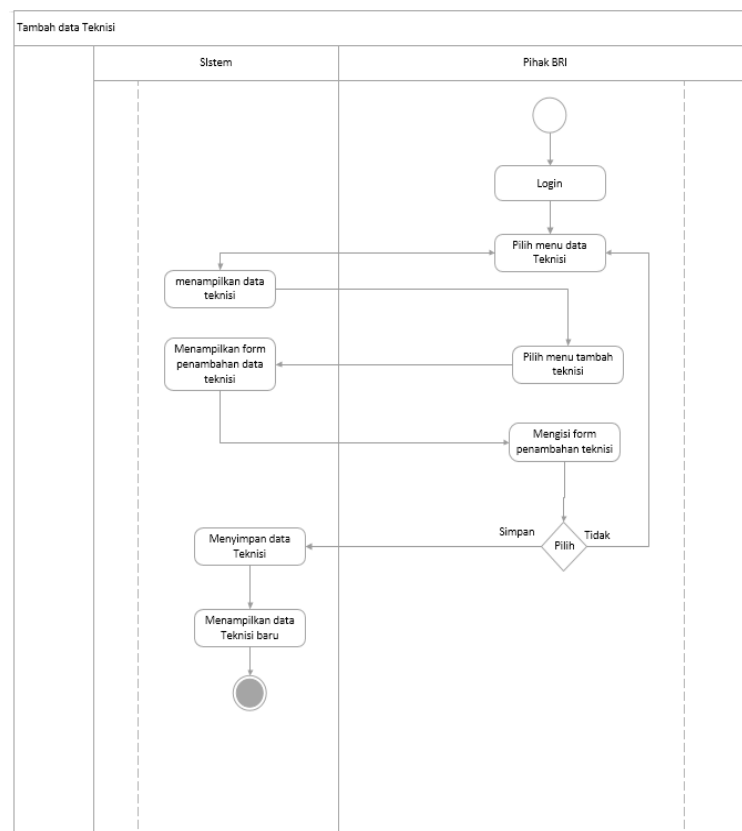 Tambah data Teknisi
SIstem
Pihak BRI
Login
Pilih menu data
Teknisi
menampilkan data
teknisi
Menampilkan form
penambahan data
teknisi
Pilih menu tambah
teknisi
Mengisi form
penambahan teknisi
Simpan
Tidak
Pilih
Menyimpan data
Teknisi
Menampilkan data
Teknisi baru